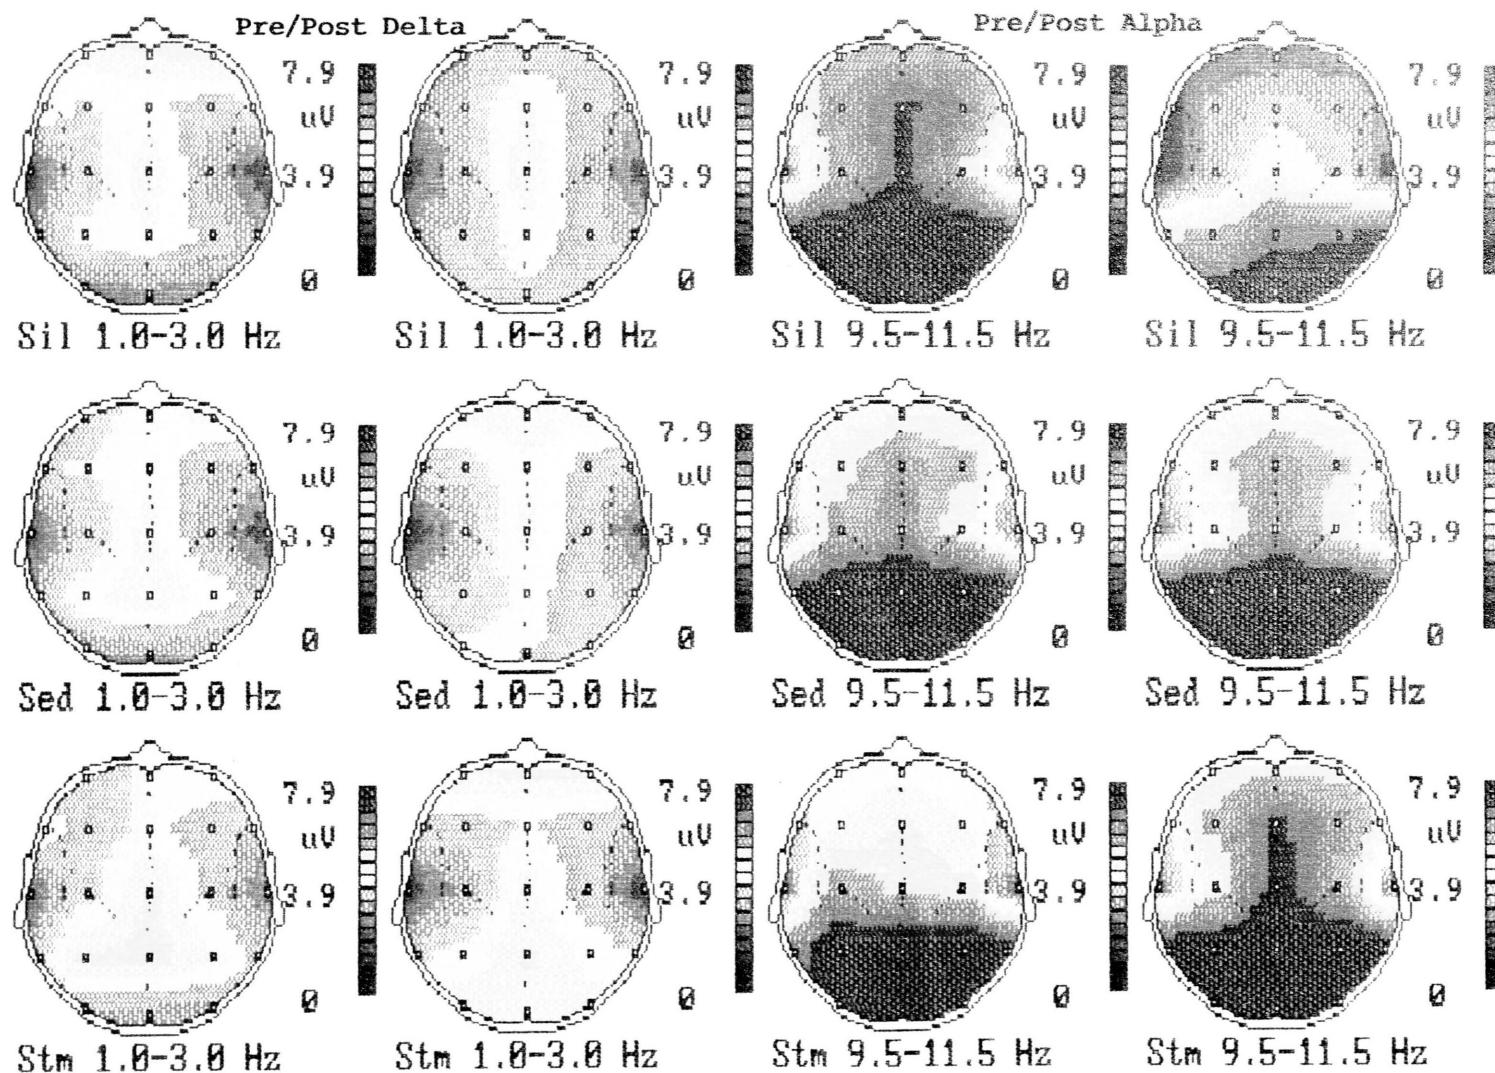 Pre/Post Delta
Pre/Post Alpha
7.9
uV
3.9
0
7.9
uV
3.9
0
7.9
uV
3.9
0
7.9
uV
3.9
0
Sil 1.0-3.0 Hz
Sil 1.0-3.0 Hz
Sil 9.5-11.5 Hz
Sil 9.5-11.5 Hz
7.9
uV
3.9
0
7.9
uV
3.9
0
7.9
uV
3.9
0
7.9
uV
3.9
0
Sed 1.0-3.0 Hz
Sed 1.0-3.0 Hz
Sed 9.5-11.5 Hz
Sed 9.5-11.5 Hz
7.9
uV
3.9
0
7.9
uV
3.9
0
7.9
uV
3.9
0
7.9
uV
3.9
0
Stm 1.0-3.0 Hz
Stm 1.0-3.0 Hz
Stm 9.5-11.5 Hz
Stm 9.5-11.5 Hz